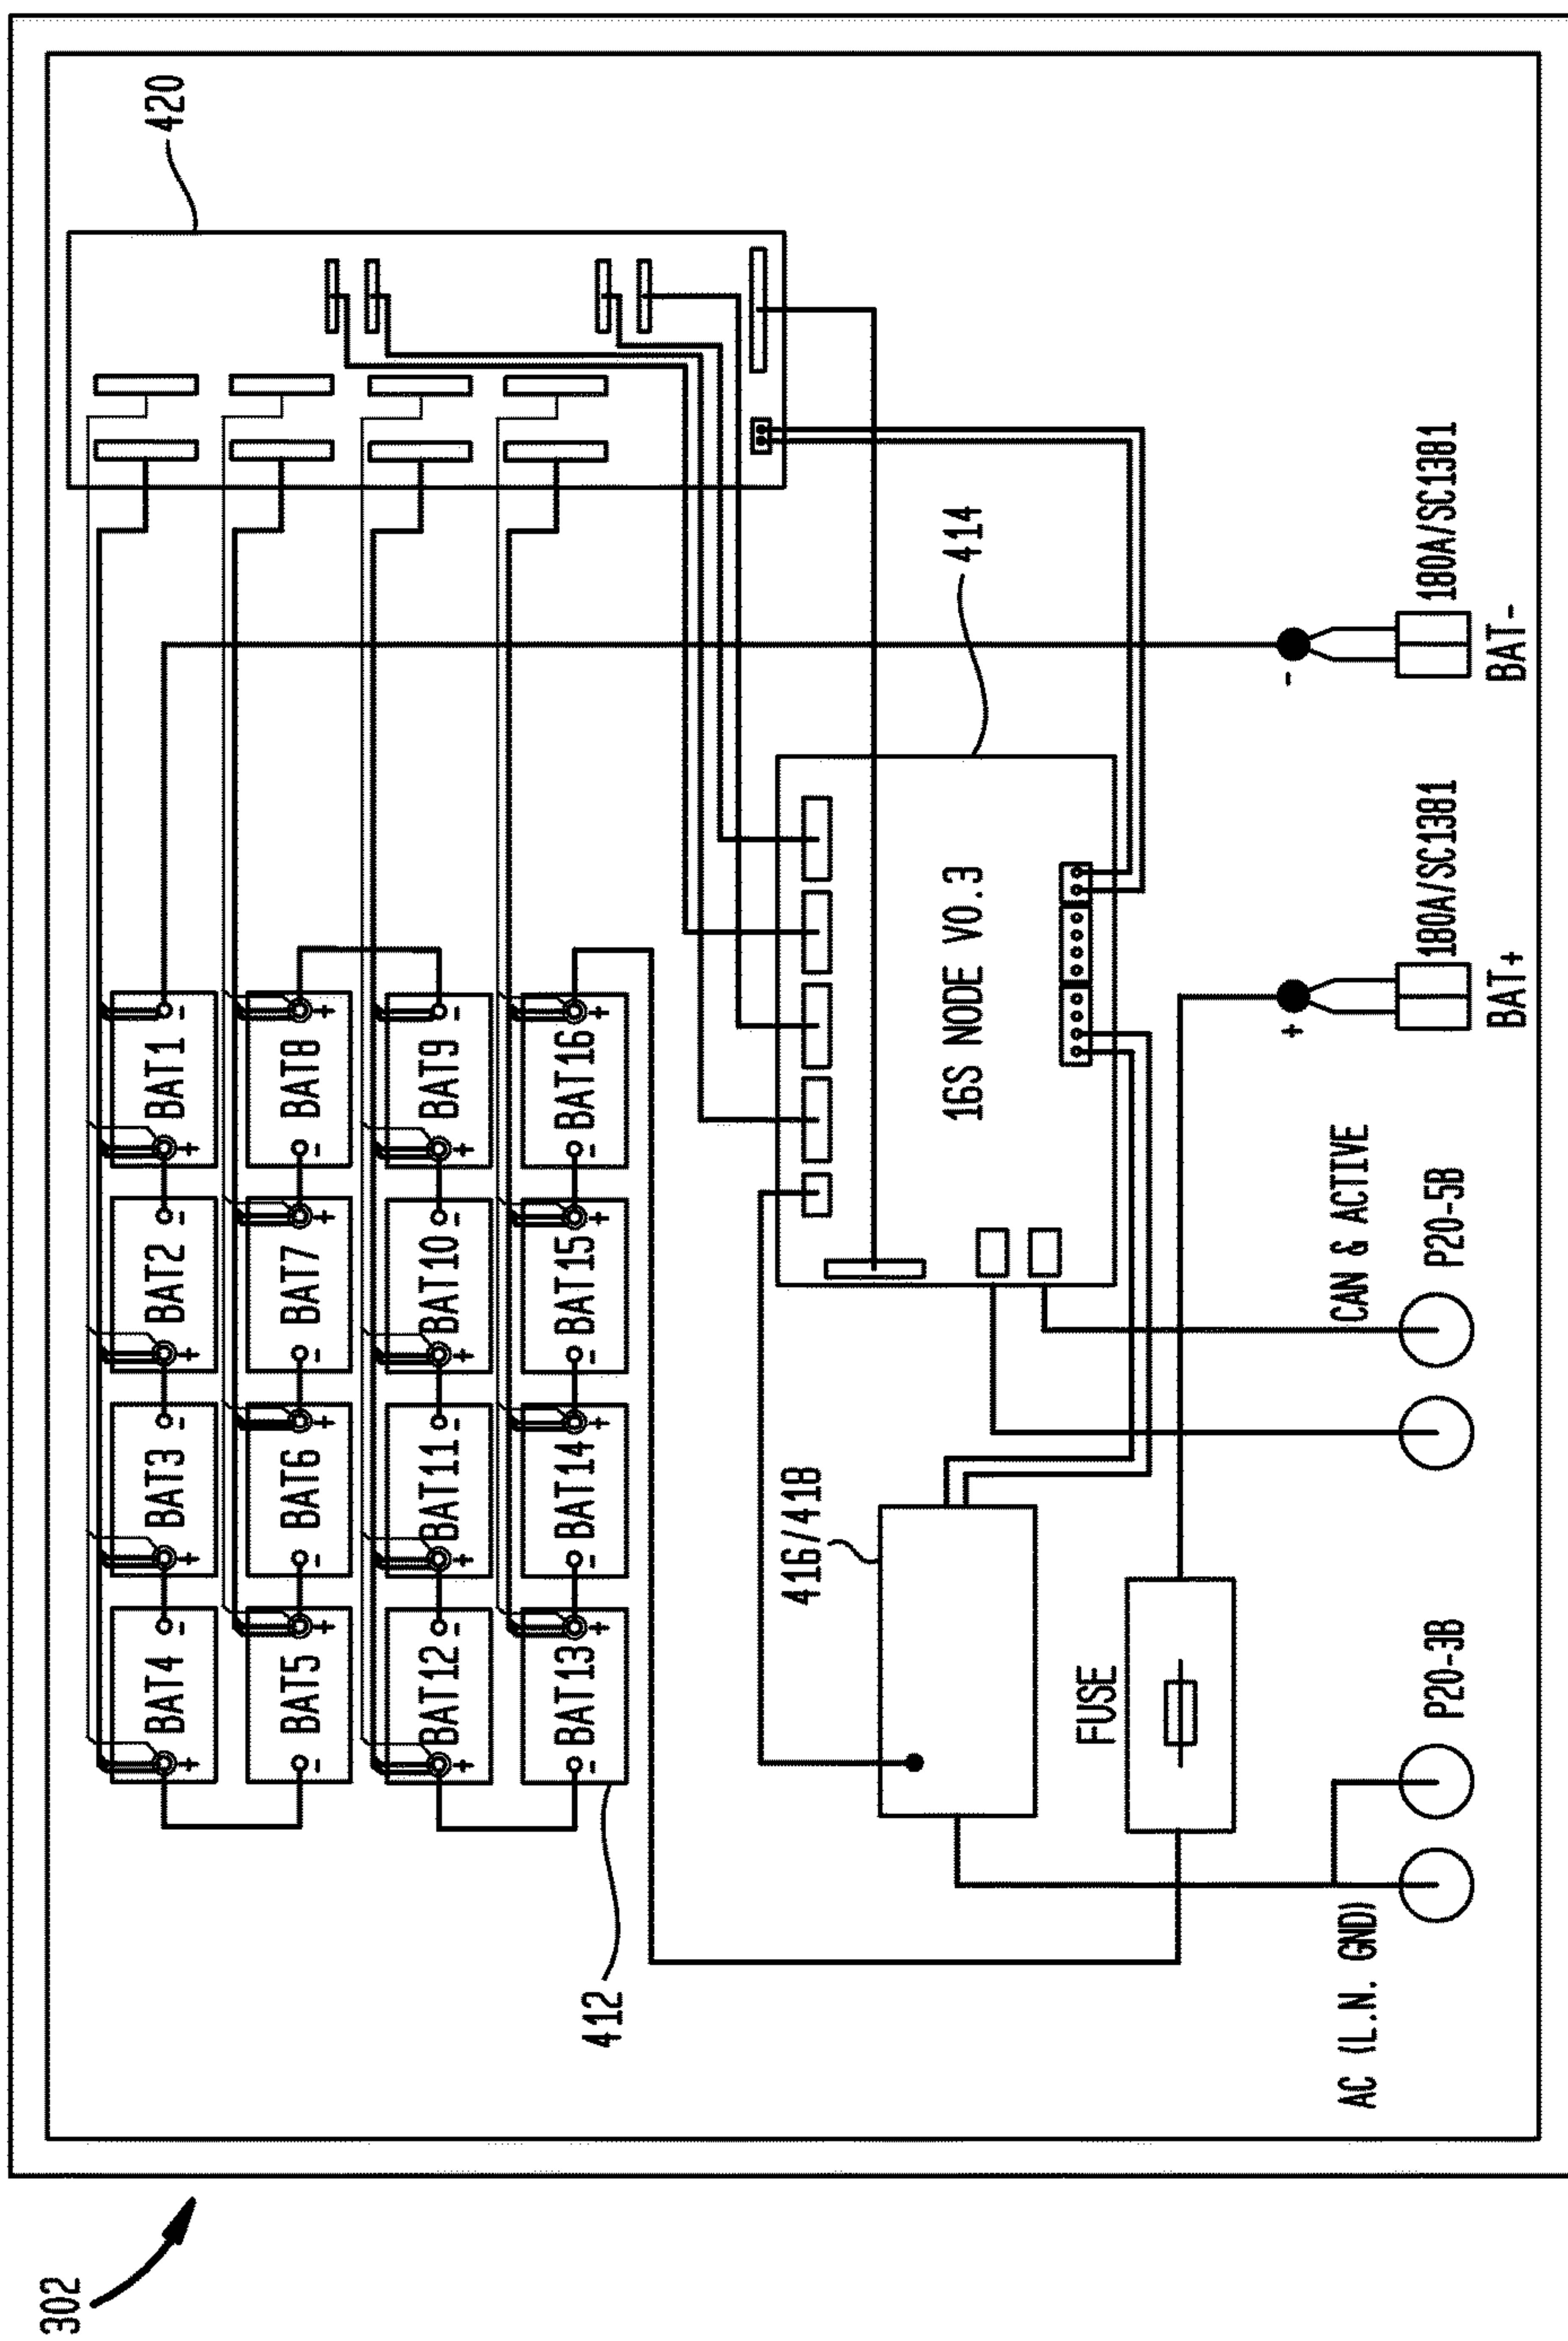 302
420
BAT4 BAT3 BAT2 BAT1
+ - + - + - + -
BAT5 BAT6 BAT7 BAT8
- + - + - + - +
BAT12 BAT11 BAT10 BAT9
+ - + - + - + -
BAT13 BAT14 BAT15 BAT16
- + - + - + - +
412
416/418
414
16S NODE V0.3
FUSE
+
-
AC (L.N. GND)
CAN & ACTIVE
P20-3B
P20-5B
180A/SC1381
180A/SC1381
BAT+
BAT-